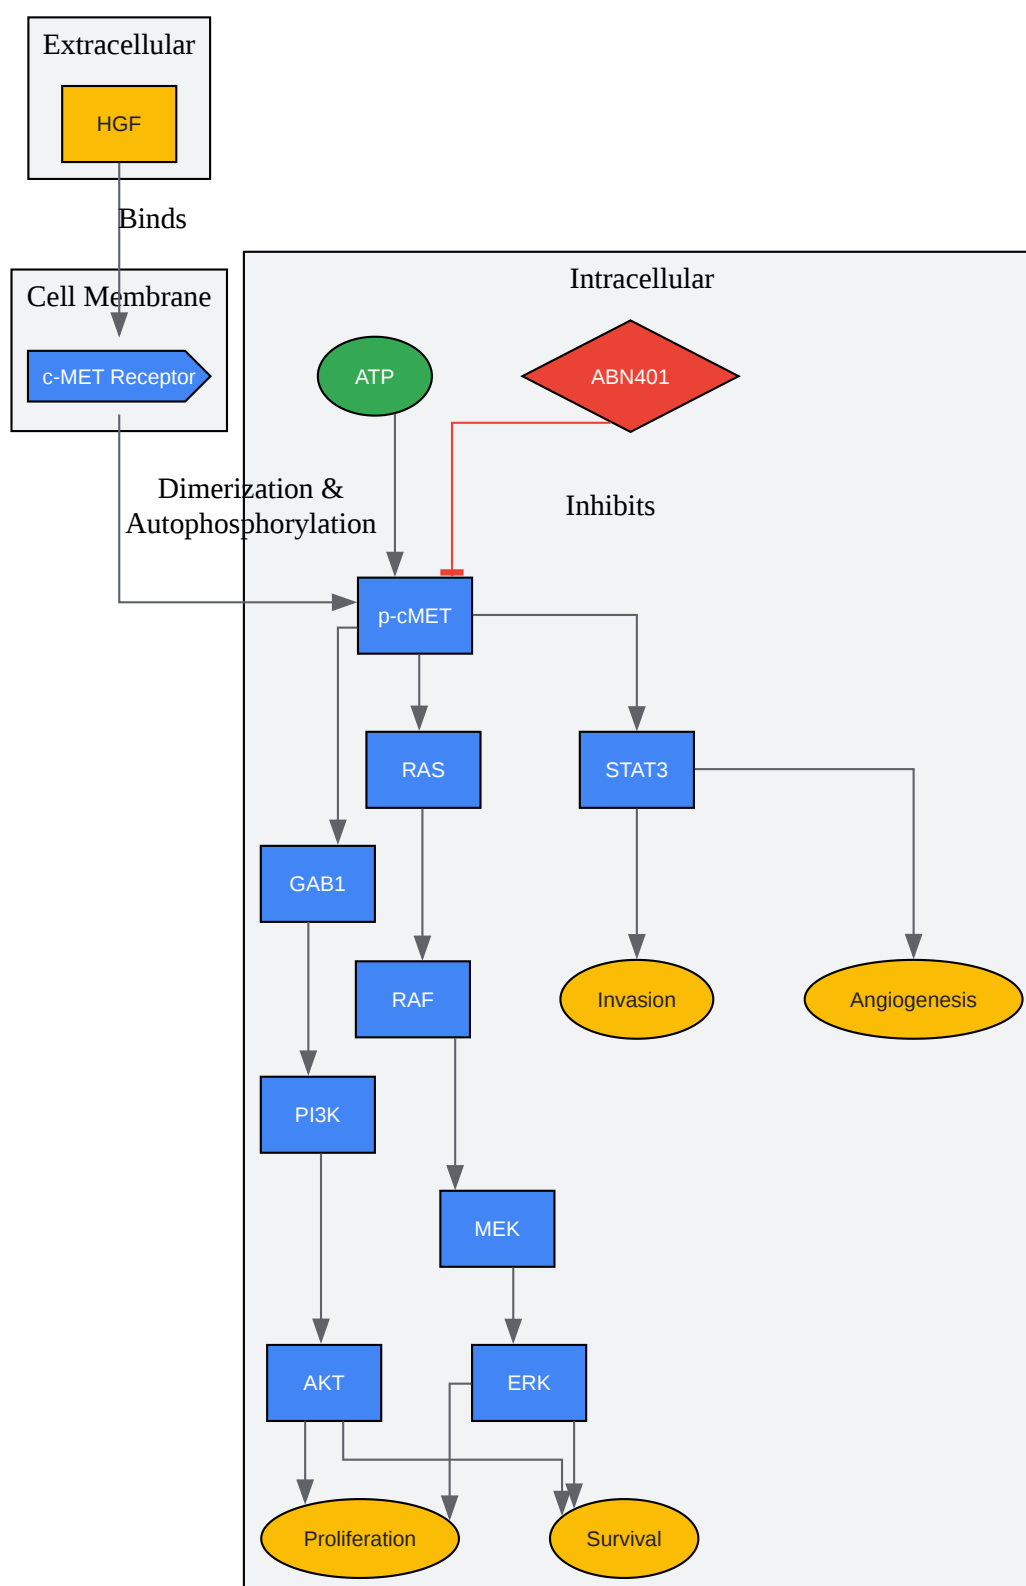 Extracellular
HGF
Binds
Intracellular
Cell Membrane
c-MET Receptor
ATP
ABN401
Dimerization &
Autophosphorylation
Inhibits
p-cMET
RAS
STAT3
GAB1
RAF
Invasion
Angiogenesis
PI3K
MEK
AKT
ERK
Proliferation
Survival